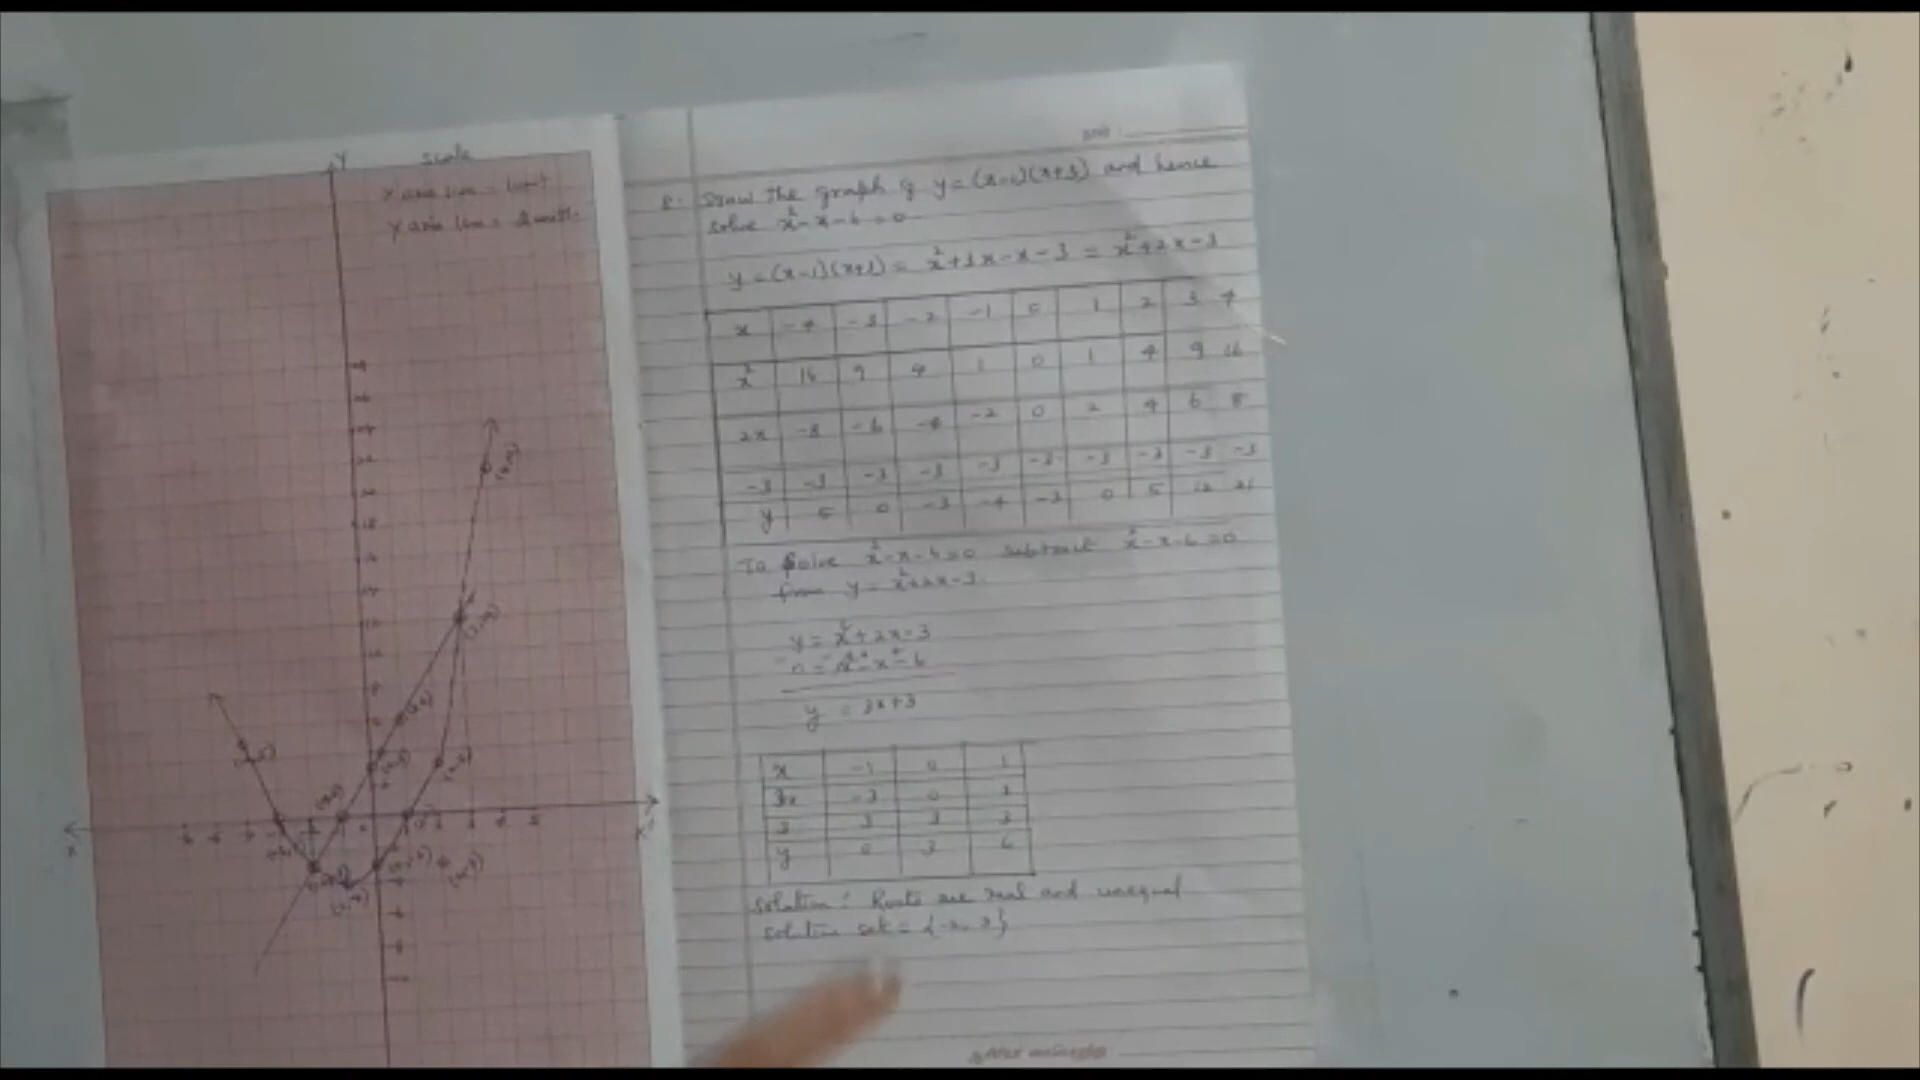 Y
Scale
X axis 1cm = 1unit
Y axis 1cm = 2 units
8. Draw the graph of y = (x-1)(x+3) and hence
solve x²-x-6=0
y = (x-1)(x+3) = x²+3x-x-3 = x²+2x-3
x -4 -3 -2 -1 0 1 2 3 4
x² 16 9 4 1 0 1 4 9 16
2x -8 -6 -4 -2 0 2 4 6 8
-3 -3 -3 -3 -3 -3 -3 -3 -3 -3
y 5 0 -3 -4 -3 0 5 12 21
To Solve x²-x-6=0 subtract x²-x-6=0
from y = x²+2x-3
y = x²+2x-3
0 = x²-x-6
y = 3x+3
x -1 0 1
3x -3 0 3
3 3 3 3
y 0 3 6
Solution: Roots are real and unequal
Solution set = {-2, 3}